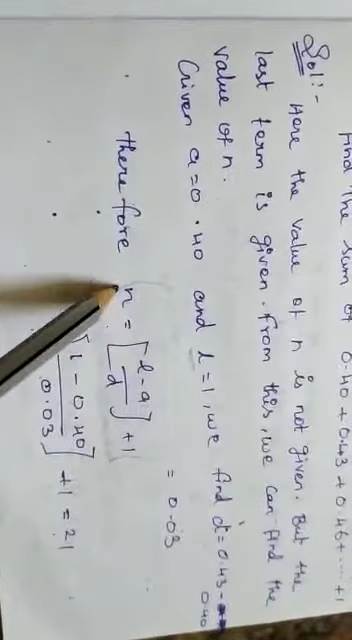 Find the sum of 0.40 + 0.43 + 0.46 + ... + 1
Sol:- Here the value of n is not given. But the
last term is given. From this, we can find the
value of n.
Given a = 0.40 and l = 1, we find d = 0.43 - 0.40
= 0.03
There fore n = [l-a/d] + 1
[1 - 0.40/0.03] + 1 = 21